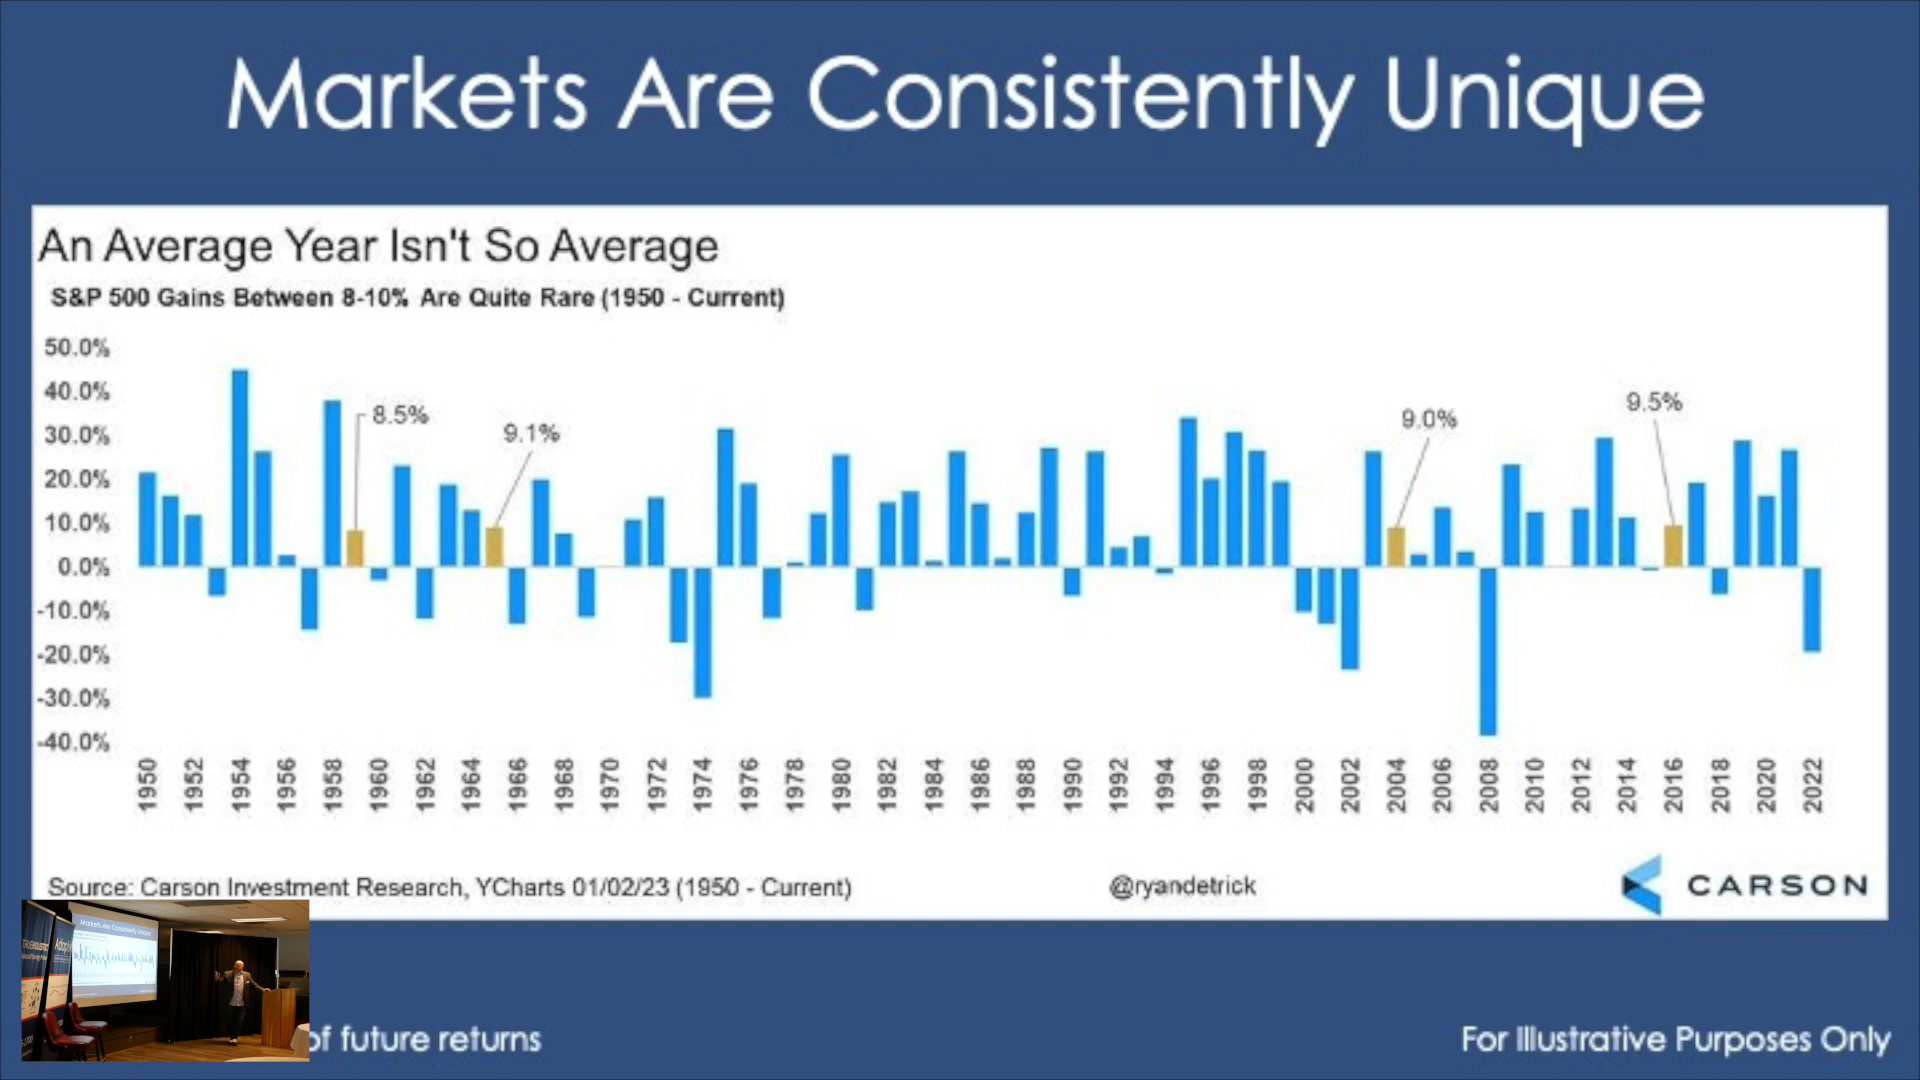 Markets Are Consistently Unique
An Average Year Isn't So Average
S&P 500 Gains Between 8-10% Are Quite Rare (1950 - Current)
50.0%
40.0%
30.0%
20.0%
10.0%
0.0%
-10.0%
-20.0%
-30.0%
-40.0%
8.5%
9.1%
9.0%
9.5%
1950 1952 1954 1956 1958 1960 1962 1964 1966 1968 1970 1972 1974 1976 1978 1980 1982 1984 1986 1988 1990 1992 1994 1996 1998 2000 2002 2004 2006 2008 2010 2012 2014 2016 2018 2020 2022
Source: Carson Investment Research, YCharts 01/02/23 (1950 - Current)
@ryandetrick
CARSON
Markets Are Consistently Unique
of future returns
For Illustrative Purposes Only